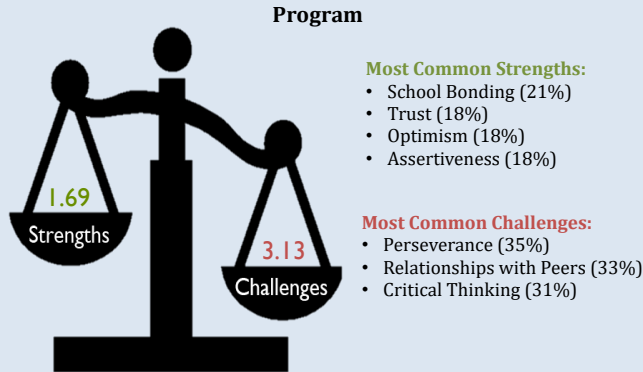 Program
Most Common Strengths:
• School Bonding (21%)
• Trust (18%)
• Optimism (18%)
• Assertiveness (18%)
1.69
Strengths
Most Common Challenges:
• Perseverance (35%)
• Relationships with Peers (33%)
• Critical Thinking (31%)
3.13
Challenges